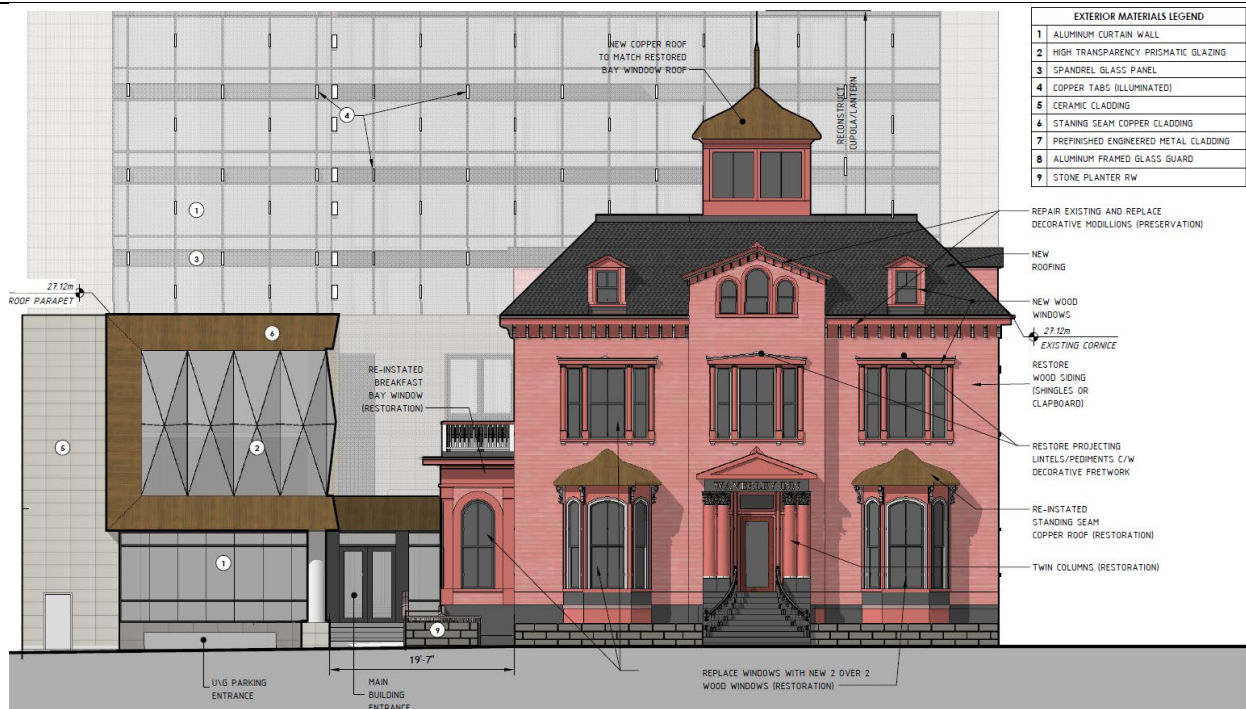 EXTERIOR MATERIALS LEGEND
1 ALUMINUM CURTAIN WALL
2 HIGH TRANSPARENCY PRISMATIC GLAZING
3 SPANDREL GLASS PANEL
4 COPPER TABS (ILLUMINATED)
5 CERAMIC CLADDING
6 STANING SEAM COPPER CLADDING
7 PREFINISHED ENGINEERED METAL CLADDING
8 ALUMINUM FRAMED GLASS GUARD
9 STONE PLANTER RW
NEW COPPER ROOF
TO MATCH RESTORED
BAY WINDOOW ROOF
4
RECONSTRUCT
CUPOLA/LANTERN
1
3
REPAIR EXISTING AND REPLACE
DECORATIVE MODILLIONS (PRESERVATION)
NEW
ROOFING
NEW WOOD
WINDOWS
27.12m
ROOF PARAPET
27.12m
EXISTING CORNICE
6
RE-INSTATED
BREAKFAST
BAY WINDOW
(RESTORATION)
RESTORE
WOOD SIDING
(SHINGLES OR
CLAPBOARD)
5
2
RESTORE PROJECTING
LINTELS/PEDIMENTS C/W
DECORATIVE FRETWORK
RE-INSTATED
STANDING SEAM
COPPER ROOF (RESTORATION)
TWIN COLUMNS (RESTORATION)
1
9
19'-7"
U\G PARKING
ENTRANCE
MAIN
BUILDING
ENTRANCE
REPLACE WINDOWS WITH NEW 2 OVER 2
WOOD WINDOWS (RESTORATION)